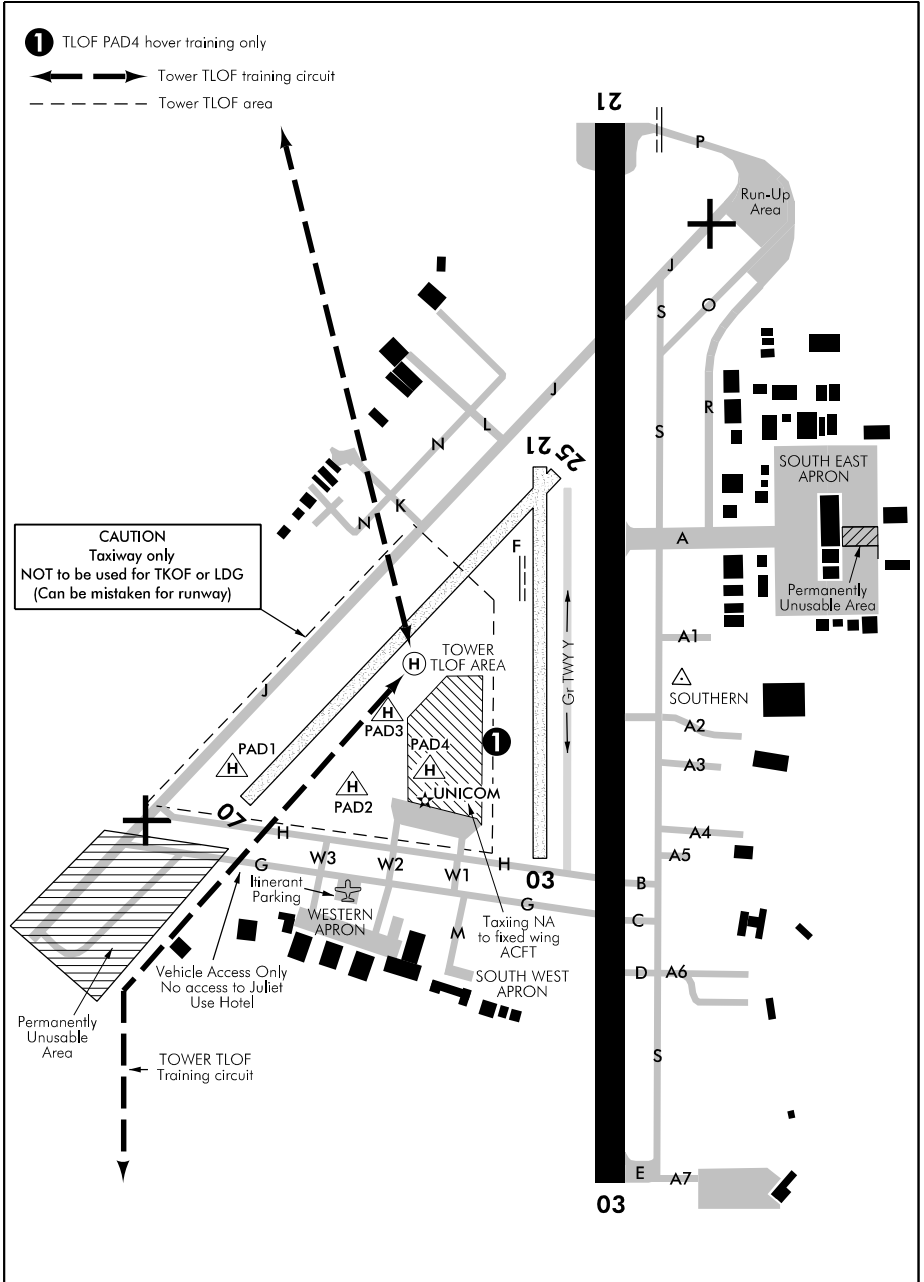 1 TLOF PAD4 hover training only
Tower TLOF training circuit
Tower TLOF area
21
P
Run-Up
Area
J
S
O
J
S
R
L
N
21
25
SOUTH EAST
APRON
K
N
F
A
CAUTION
Taxiway only
NOT to be used for TKOF or LDG
(Can be mistaken for runway)
Permanently
Unusable Area
A1
H
TOWER
TLOF AREA
Gr TWY Y
J
SOUTHERN
H
PAD3
A2
1
PAD1
H
PAD4
H
A3
H
PAD2
UNICOM
07
H
A4
A5
G
W3
W2
W1
H
03
B
Itinerant
Parking
WESTERN
APRON
M
G
C
Taxiing NA
to fixed wing
ACFT
Vehicle Access Only
No access to Juliet
Use Hotel
SOUTH WEST
APRON
D
A6
Permanently
Unusable
Area
TOWER TLOF
Training circuit
S
E
A7
03